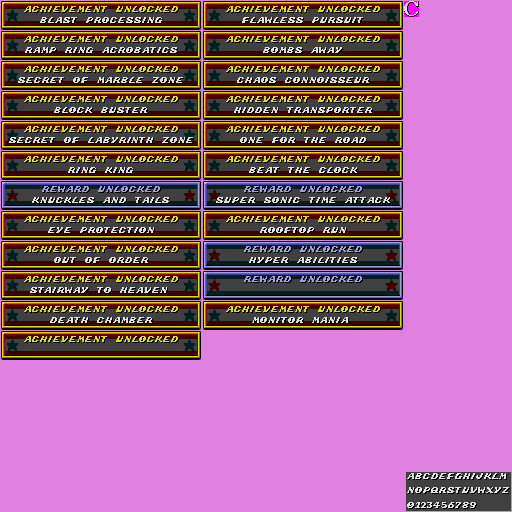 ACHIEVEMENT UNLOCKED
BLAST PROCESSING
ACHIEVEMENT UNLOCKED
FLAWLESS PURSUIT
C
ACHIEVEMENT UNLOCKED
RAMP RING ACROBATICS
ACHIEVEMENT UNLOCKED
BOMBS AWAY
ACHIEVEMENT UNLOCKED
SECRET OF MARBLE ZONE
ACHIEVEMENT UNLOCKED
CHAOS CONNOISSEUR
ACHIEVEMENT UNLOCKED
BLOCK BUSTER
ACHIEVEMENT UNLOCKED
HIDDEN TRANSPORTER
ACHIEVEMENT UNLOCKED
SECRET OF LABYRINTH ZONE
ACHIEVEMENT UNLOCKED
ONE FOR THE ROAD
ACHIEVEMENT UNLOCKED
RING KING
ACHIEVEMENT UNLOCKED
BEAT THE CLOCK
REWARD UNLOCKED
KNUCKLES AND TAILS
REWARD UNLOCKED
SUPER SONIC TIME ATTACK
ACHIEVEMENT UNLOCKED
EYE PROTECTION
ACHIEVEMENT UNLOCKED
ROOFTOP RUN
ACHIEVEMENT UNLOCKED
OUT OF ORDER
REWARD UNLOCKED
HYPER ABILITIES
ACHIEVEMENT UNLOCKED
STAIRWAY TO HEAVEN
REWARD UNLOCKED
ACHIEVEMENT UNLOCKED
DEATH CHAMBER
ACHIEVEMENT UNLOCKED
MONITOR MANIA
ACHIEVEMENT UNLOCKED
ABCDEFGHIJKLM
NOPQRSTUVWXYZ
0123456789